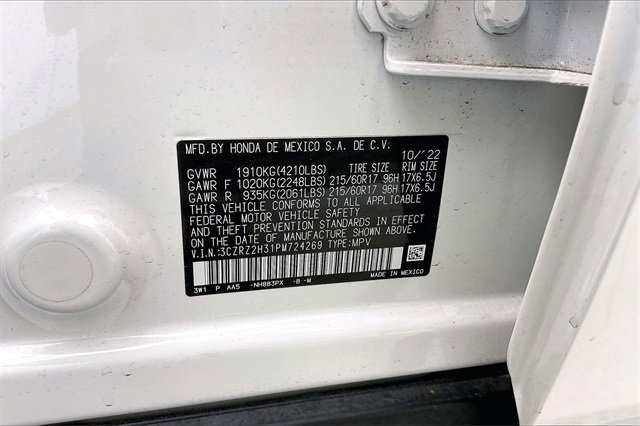 MFD.BY HONDA DE MEXICO S.A. DE C.V. 10/'22
GVWR 1910KG(4210LBS) TIRE SIZE RIM SIZE
GVWR F 1020KG(2248LBS) 215/60R17 96H 17X6.5J
GAWR R 935KG(2061LBS) 215/60R17 96H 17X6.5J
THIS VEHICLE CONFORMS TO ALL APPLICABLE
FEDERAL MOTOR VEHICLE SAFETY
AND THEFT PREVENTION STANDARDS IN EFFECT
ON THE DATE OF MANUFACTURE SHOWN ABOVE.
V.I.N.:3CZRZ2H31PM724269 TYPE:MPV
3W1 P AA5 -NH883PX -B -M MADE IN MEXICO